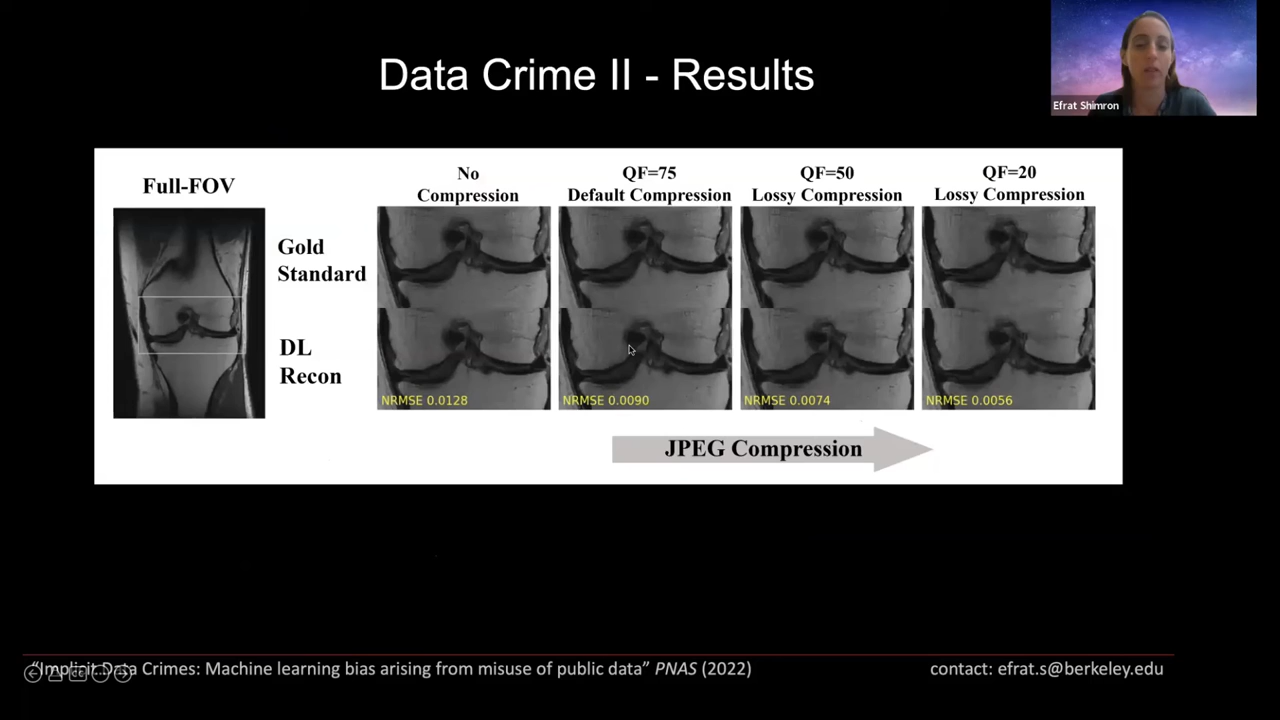 Data Crime II - Results
Efrat Shimron
Full-FOV
No
Compression
QF=75
Default Compression
QF=50
Lossy Compression
QF=20
Lossy Compression
Gold
Standard
DL
Recon
NRMSE 0.0128
NRMSE 0.0090
NRMSE 0.0074
NRMSE 0.0056
JPEG Compression
“Implicit Data Crimes: Machine learning bias arising from misuse of public data” PNAS (2022)
contact: efrat.s@berkeley.edu